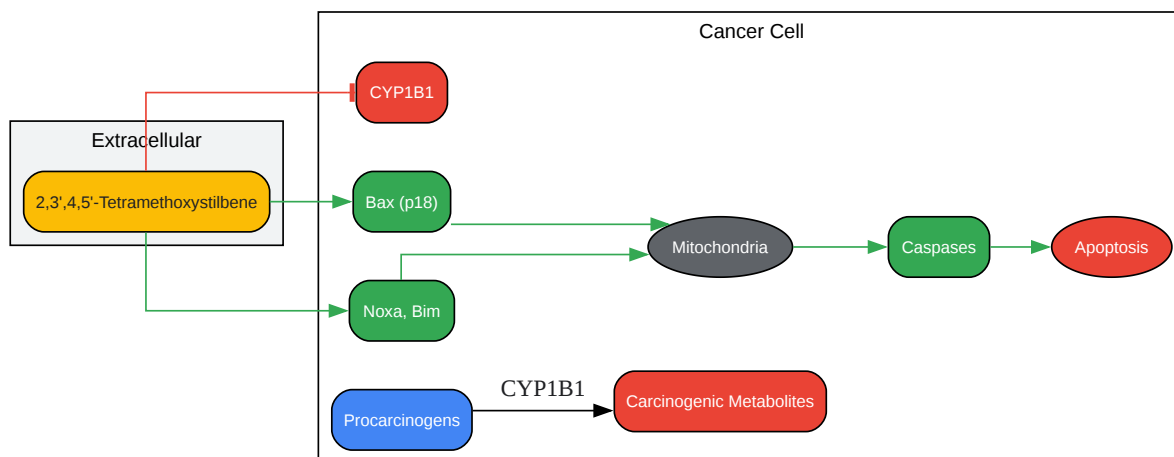 Cancer Cell
CYP1B1
Extracellular
2,3',4,5'-Tetramethoxystilbene
Bax (p18)
Mitochondria
Caspases
Apoptosis
Noxa, Bim
CYP1B1
Procarcinogens
Carcinogenic Metabolites